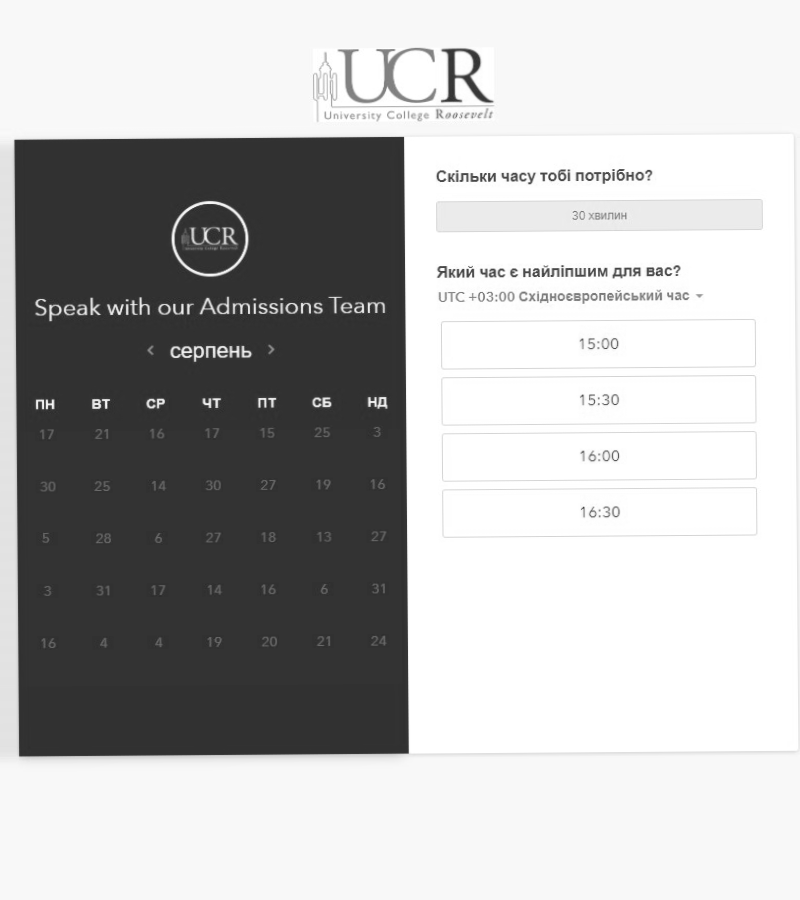 UCR
University College Roosevelt
UCR
University College Roosevelt
Speak with our Admissions Team
серпень
ПН ВТ СР ЧТ ПТ СБ НД
17 21 16 17 15 25 3
30 25 14 30 27 19 16
5 28 6 27 18 13 27
3 31 17 14 16 6 31
16 4 4 19 20 21 24
Скільки часу тобі потрібно?
30 хвилин
Який час є найліпшим для вас?
UTC +03:00 Східноєвропейський час
15:00
15:30
16:00
16:30